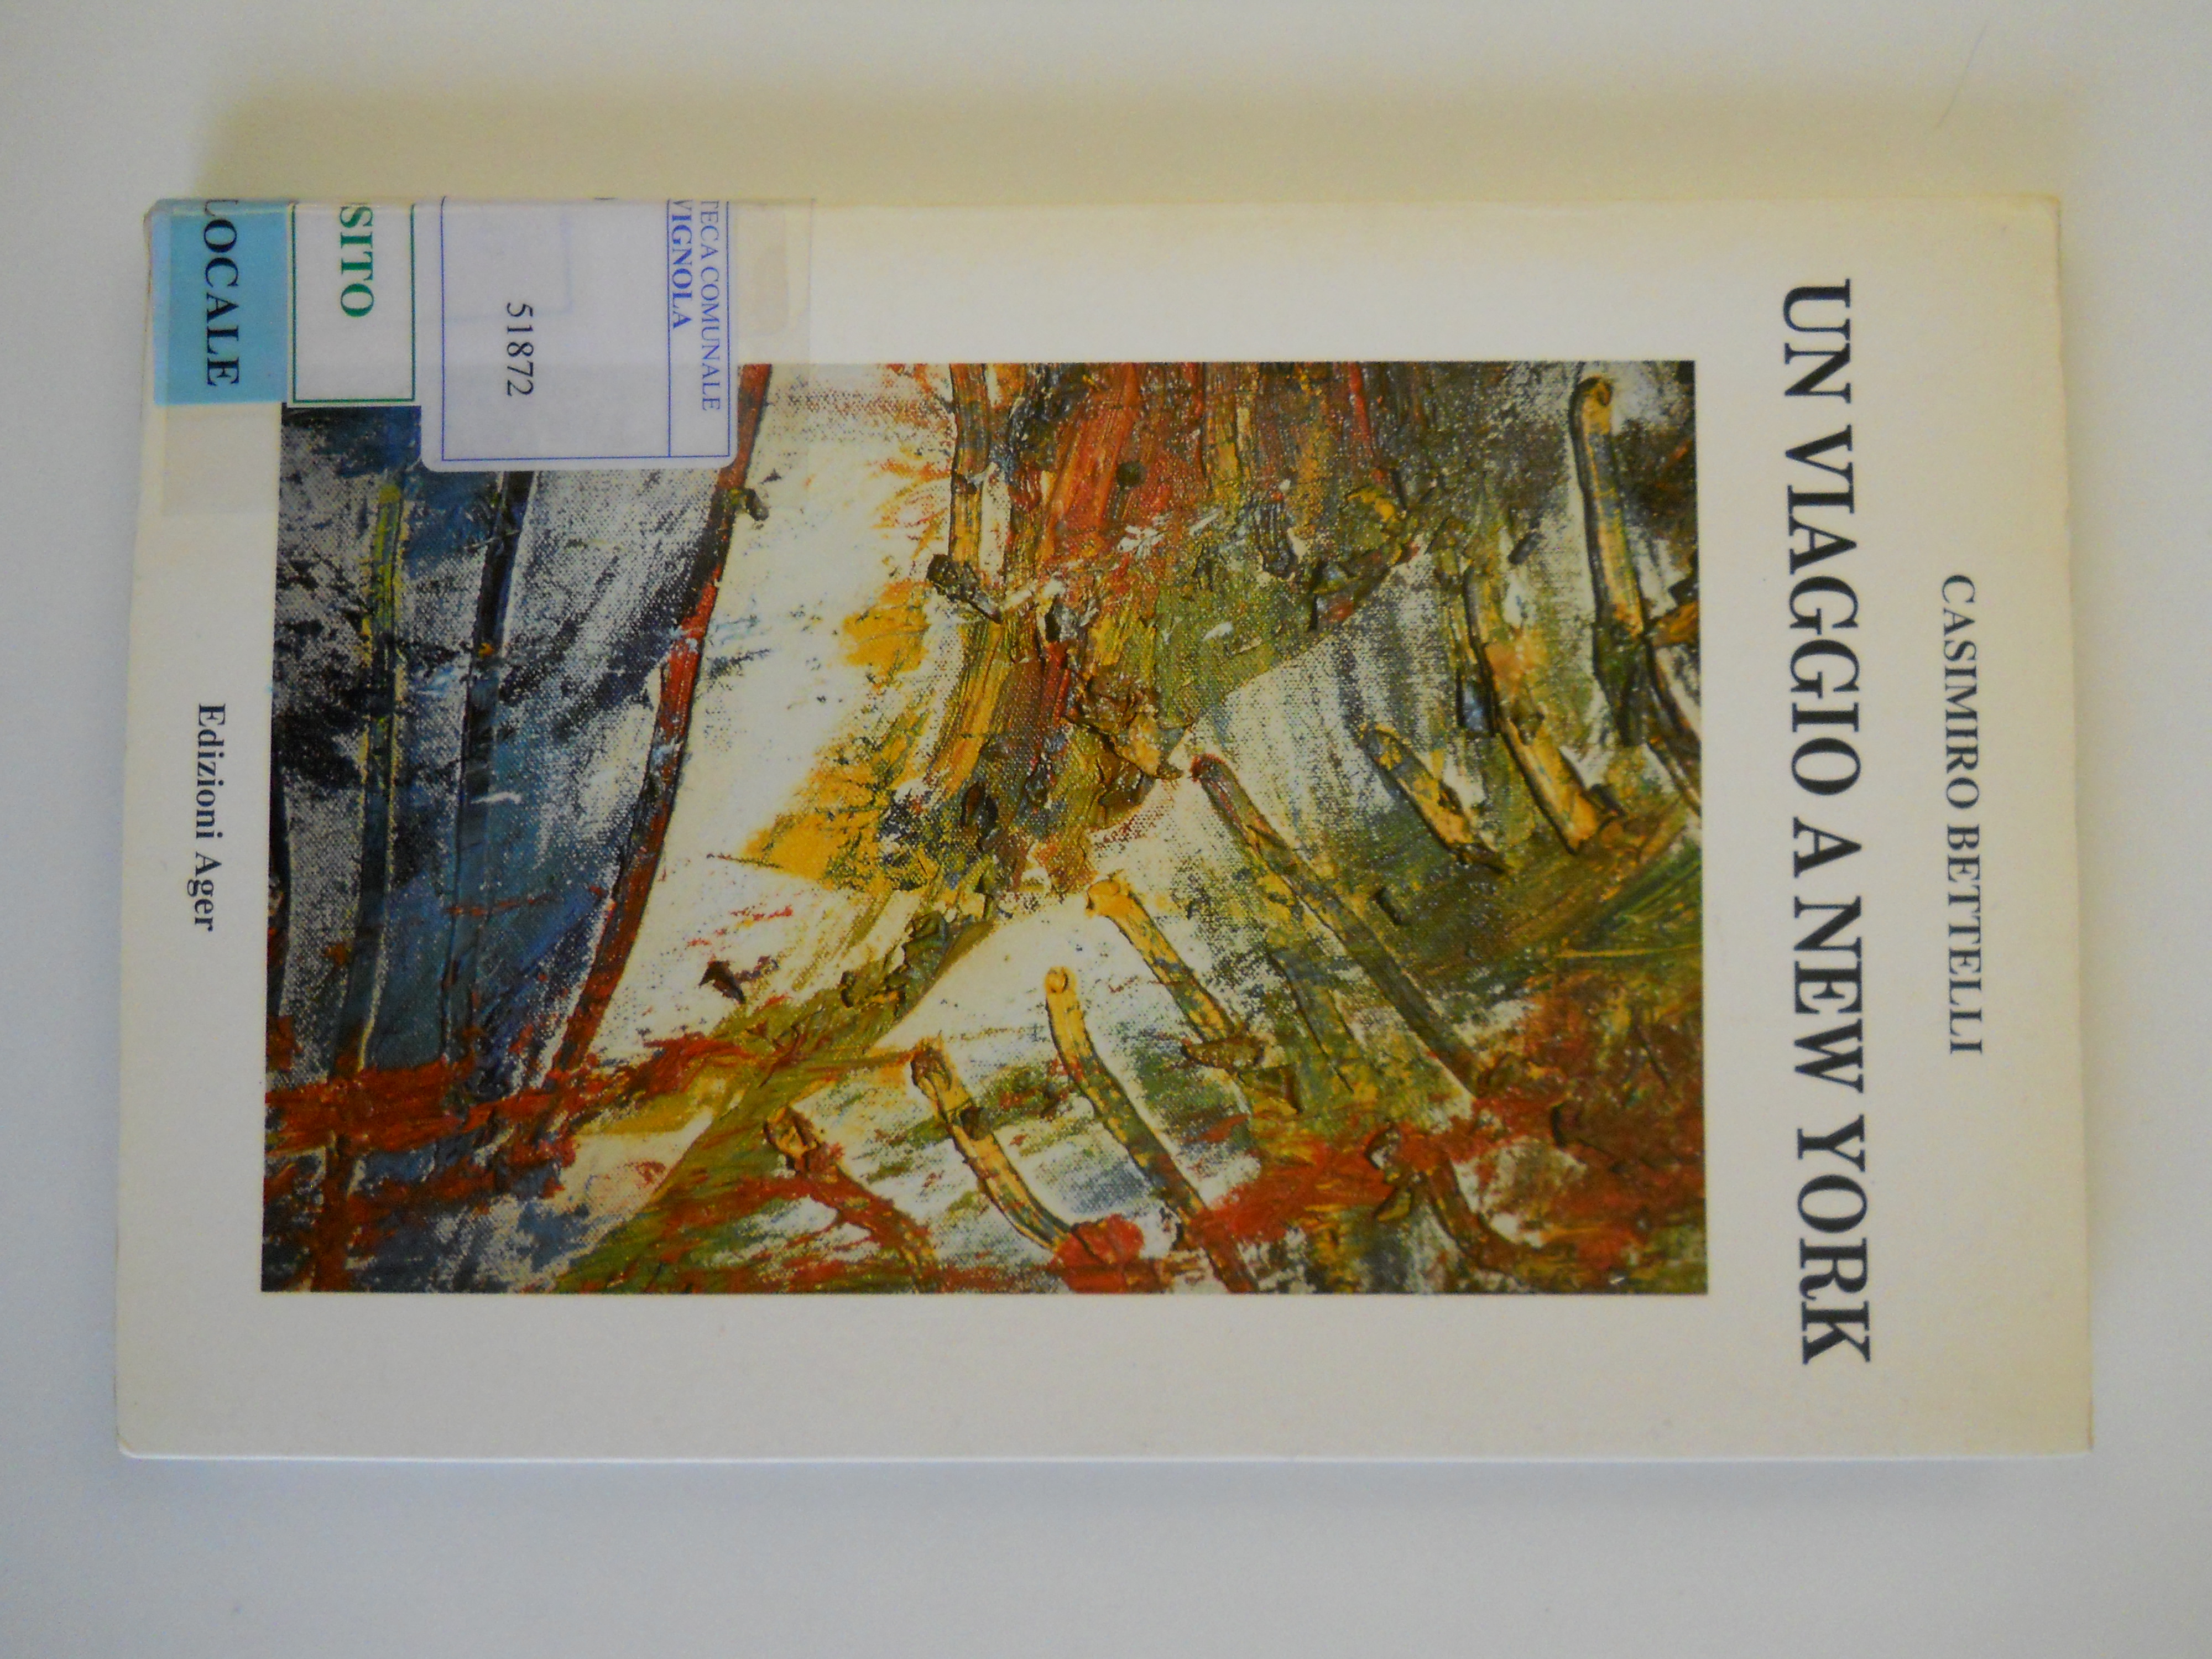 CASIMIRO BETTELLI
UN VIAGGIO A NEW YORK
TECA COMUNALE
VIGNOLA
51872
SITO
LOCALE
Edizioni Ager